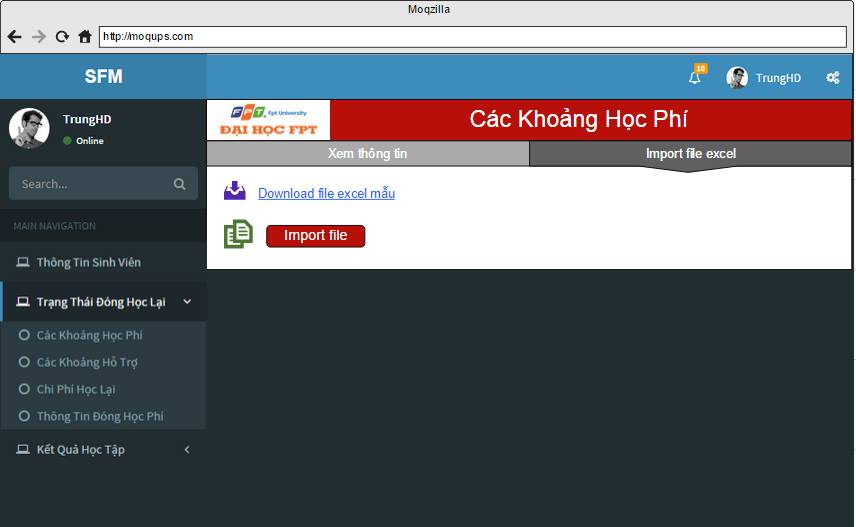 Moqzilla
http://moqups.com
SFM
10
TrungHD
TrungHD
Online
FPT. Fpt University
ĐẠI HỌC FPT
Các Khoảng Học Phí
Xem thông tin
Import file excel
Search...
Download file excel mẫu
MAIN NAVIGATION
Import file
Thông Tin Sinh Viên
Trạng Thái Đóng Học Lại
Các Khoảng Học Phí
Các Khoảng Hỗ Trợ
Chi Phí Học Lại
Thông Tin Đóng Học Phí
Kết Quả Học Tập